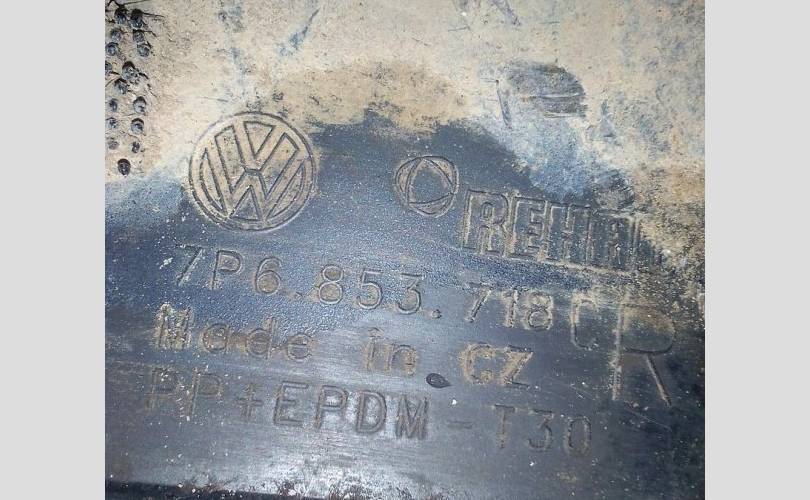 REHAU
7P6.853.718 C R
Made in CZ
PP+EPDM-T30